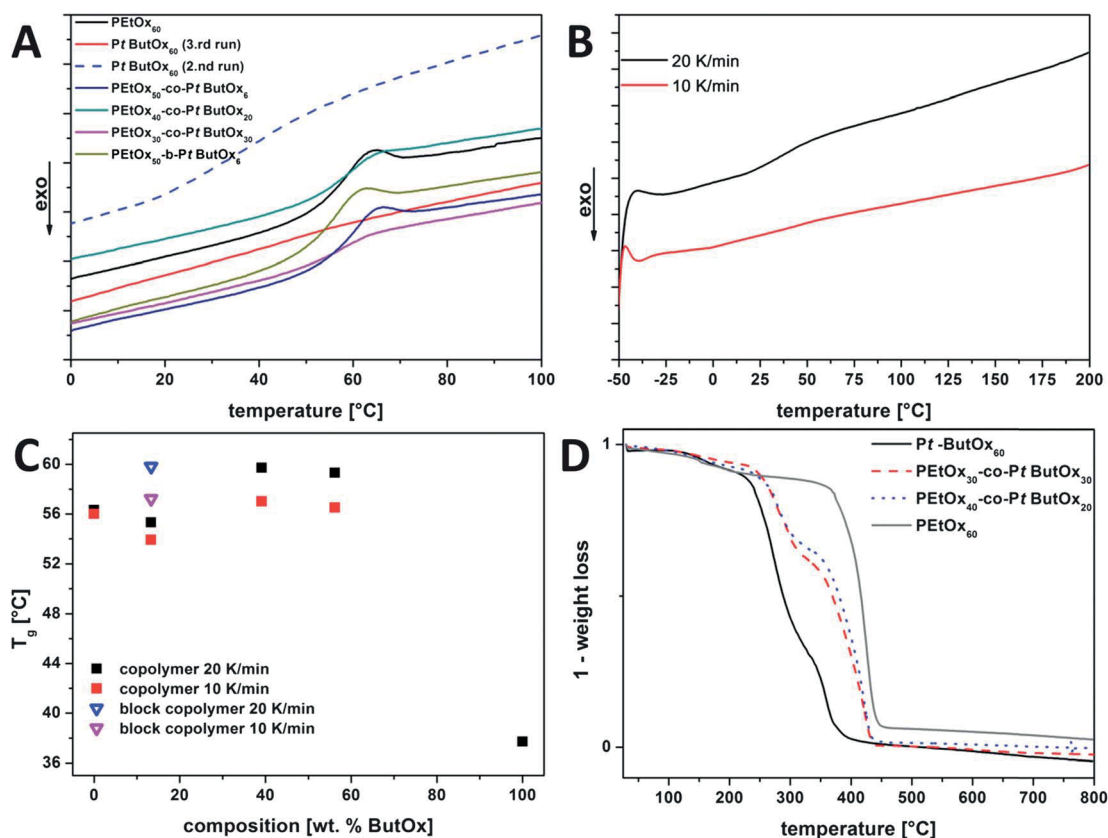 A
PEtOx60
Pt ButOx60 (3.rd run)
Pt ButOx60 (2.nd run)
PEtOx50-co-Pt ButOx6
PEtOx40-co-Pt ButOx20
PEtOx30-co-Pt ButOx30
PEtOx50-b-Pt ButOx6
exo
0 20 40 60 80 100
temperature [°C]
B
20 K/min
10 K/min
exo
-50 -25 0 25 50 75 100 125 150 175 200
temperature [°C]
C
60
56
52
48
44
40
36
Tg [°C]
copolymer 20 K/min
copolymer 10 K/min
block copolymer 20 K/min
block copolymer 10 K/min
0 20 40 60 80 100
composition [wt. % ButOx]
D
Pt -ButOx60
PEtOx30-co-Pt ButOx30
PEtOx40-co-Pt ButOx20
PEtOx60
1
0
1 - weight loss
100 200 300 400 500 600 700 800
temperature [°C]